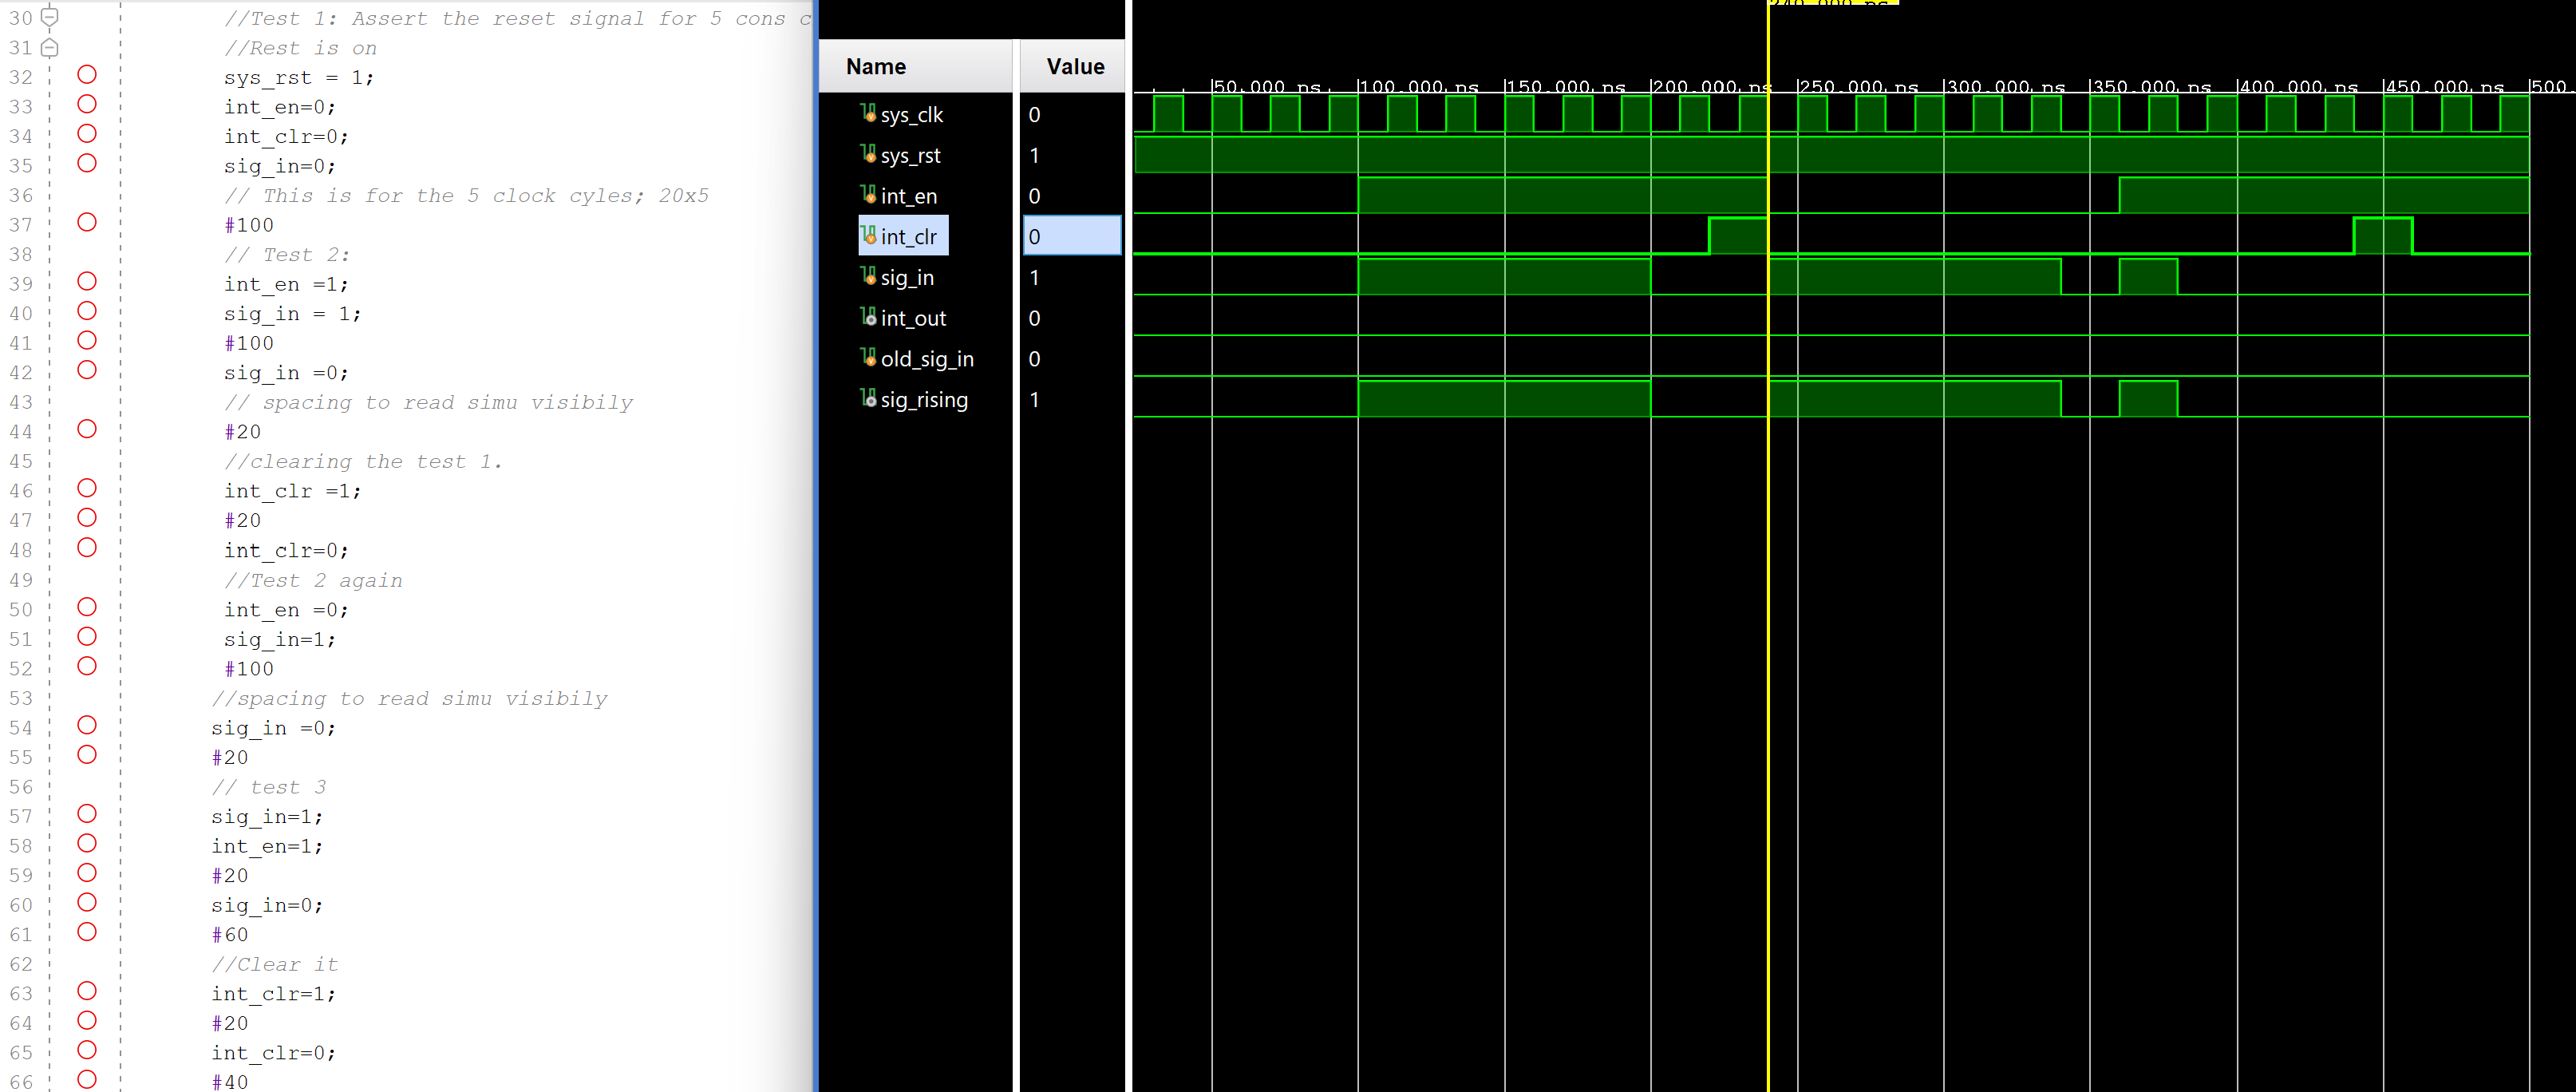 30 //Test 1: Assert the reset signal for 5 cons c
31 //Rest is on
32 sys_rst = 1;
33 int_en=0;
34 int_clr=0;
35 sig_in=0;
36 // This is for the 5 clock cyles; 20x5
37 #100
38 // Test 2:
39 int_en =1;
40 sig_in = 1;
41 #100
42 sig_in =0;
43 // spacing to read simu visibily
44 #20
45 //clearing the test 1.
46 int_clr =1;
47 #20
48 int_clr=0;
49 //Test 2 again
50 int_en =0;
51 sig_in=1;
52 #100
53 //spacing to read simu visibily
54 sig_in =0;
55 #20
56 // test 3
57 sig_in=1;
58 int_en=1;
59 #20
60 sig_in=0;
61 #60
62 //Clear it
63 int_clr=1;
64 #20
65 int_clr=0;
66 #40
240.000 ns
Name Value
50.000 ns 100.000 ns 150.000 ns 200.000 ns 250.000 ns 300.000 ns 350.000 ns 400.000 ns 450.000 ns 500.
sys_clk 0
sys_rst 1
int_en 0
int_clr 0
sig_in 1
int_out 0
old_sig_in 0
sig_rising 1